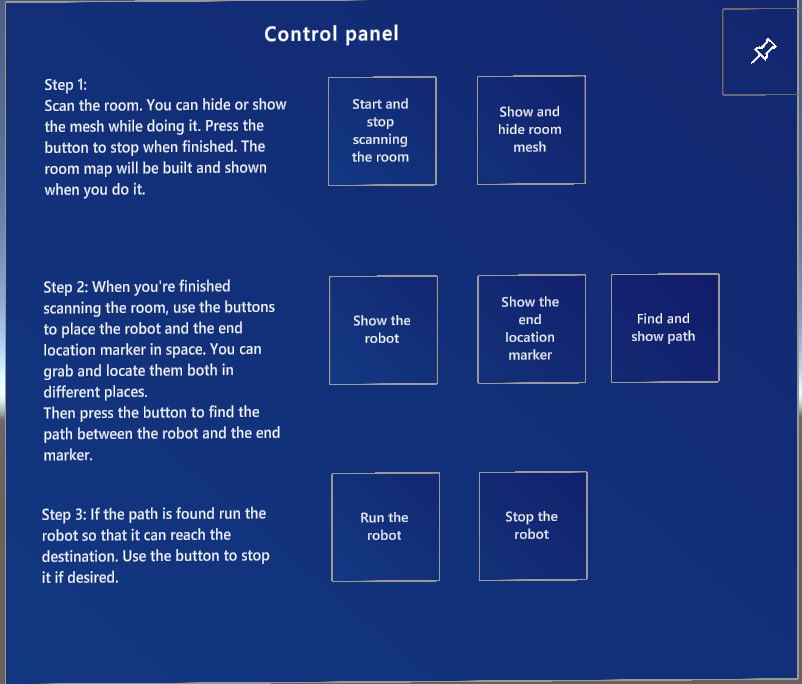 Control panel
Step 1:
Scan the room. You can hide or show
the mesh while doing it. Press the
button to stop when finished. The
room map will be built and shown
when you do it.
Start and
stop
scanning
the room
Show and
hide room
mesh
Step 2: When you're finished
scanning the room, use the buttons
to place the robot and the end
location marker in space. You can
grab and locate them both in
different places.
Then press the button to find the
path between the robot and the end
marker.
Show the
robot
Show the
end
location
marker
Find and
show path
Step 3: If the path is found run the
robot so that it can reach the
destination. Use the button to stop
it if desired.
Run the
robot
Stop the
robot